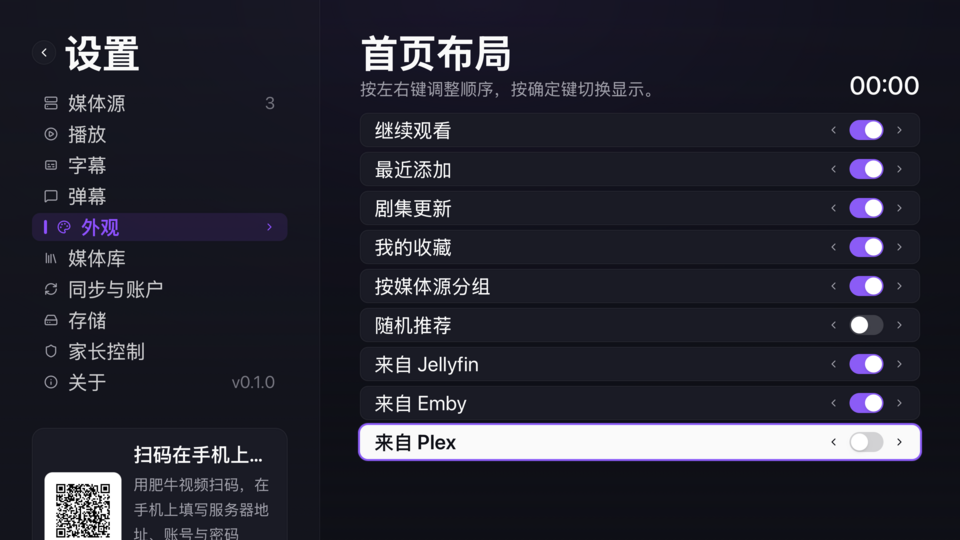 设置
媒体源 3
播放
字幕
弹幕
外观
媒体库
同步与账户
存储
家长控制
关于 v0.1.0
扫码在手机上…
用肥牛视频扫码，在
手机上填写服务器地
址、账号与密码
首页布局
按左右键调整顺序，按确定键切换显示。
00:00
继续观看
最近添加
剧集更新
我的收藏
按媒体源分组
随机推荐
来自 Jellyfin
来自 Emby
来自 Plex